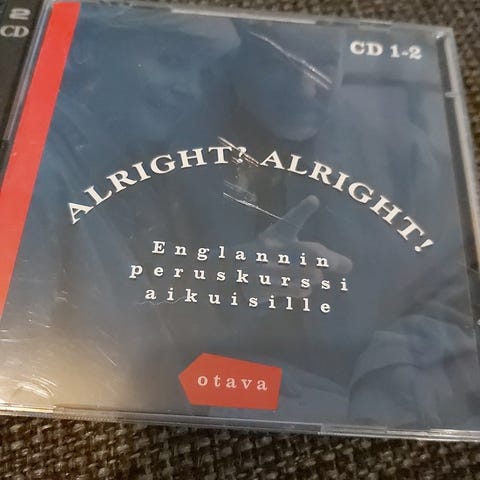 2
CD
CD 1-2
ALRIGHT? ALRIGHT!
Englannin
peruskurssi
aikuisille
otava